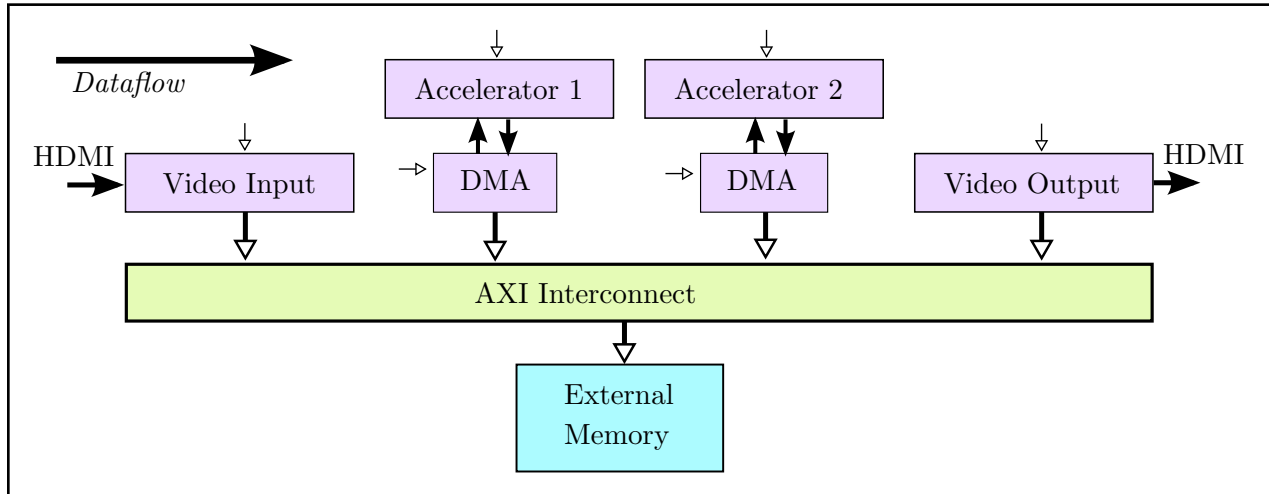 Dataflow
Accelerator 1
Accelerator 2
HDMI
Video Input
DMA
DMA
Video Output
HDMI
AXI Interconnect
External
Memory